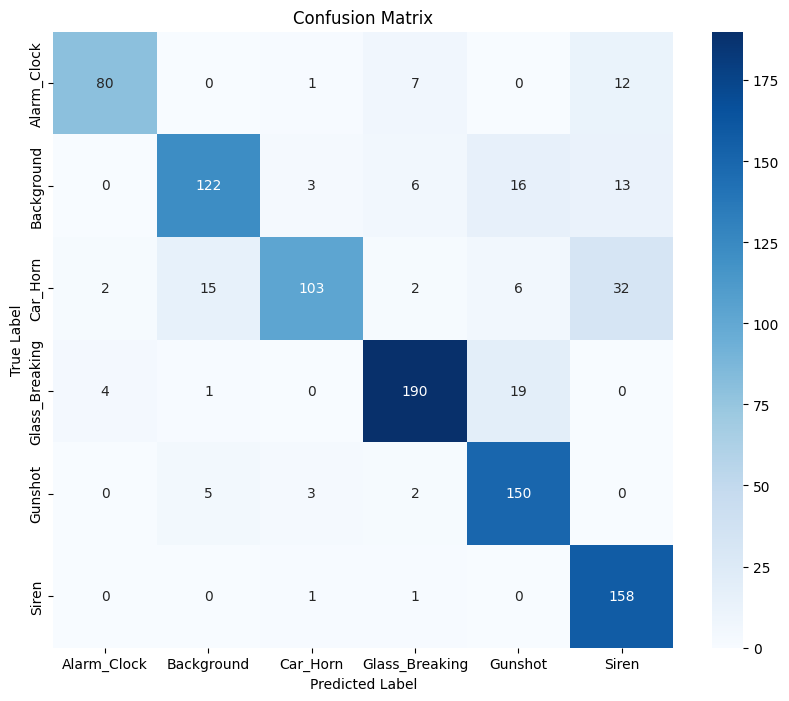 Confusion Matrix
True Label
Alarm_Clock 80 0 1 7 0 12
Background 0 122 3 6 16 13
Car_Horn 2 15 103 2 6 32
Glass_Breaking 4 1 0 190 19 0
Gunshot 0 5 3 2 150 0
Siren 0 0 1 1 0 158
Alarm_Clock Background Car_Horn Glass_Breaking Gunshot Siren
Predicted Label
175
150
125
100
75
50
25
0